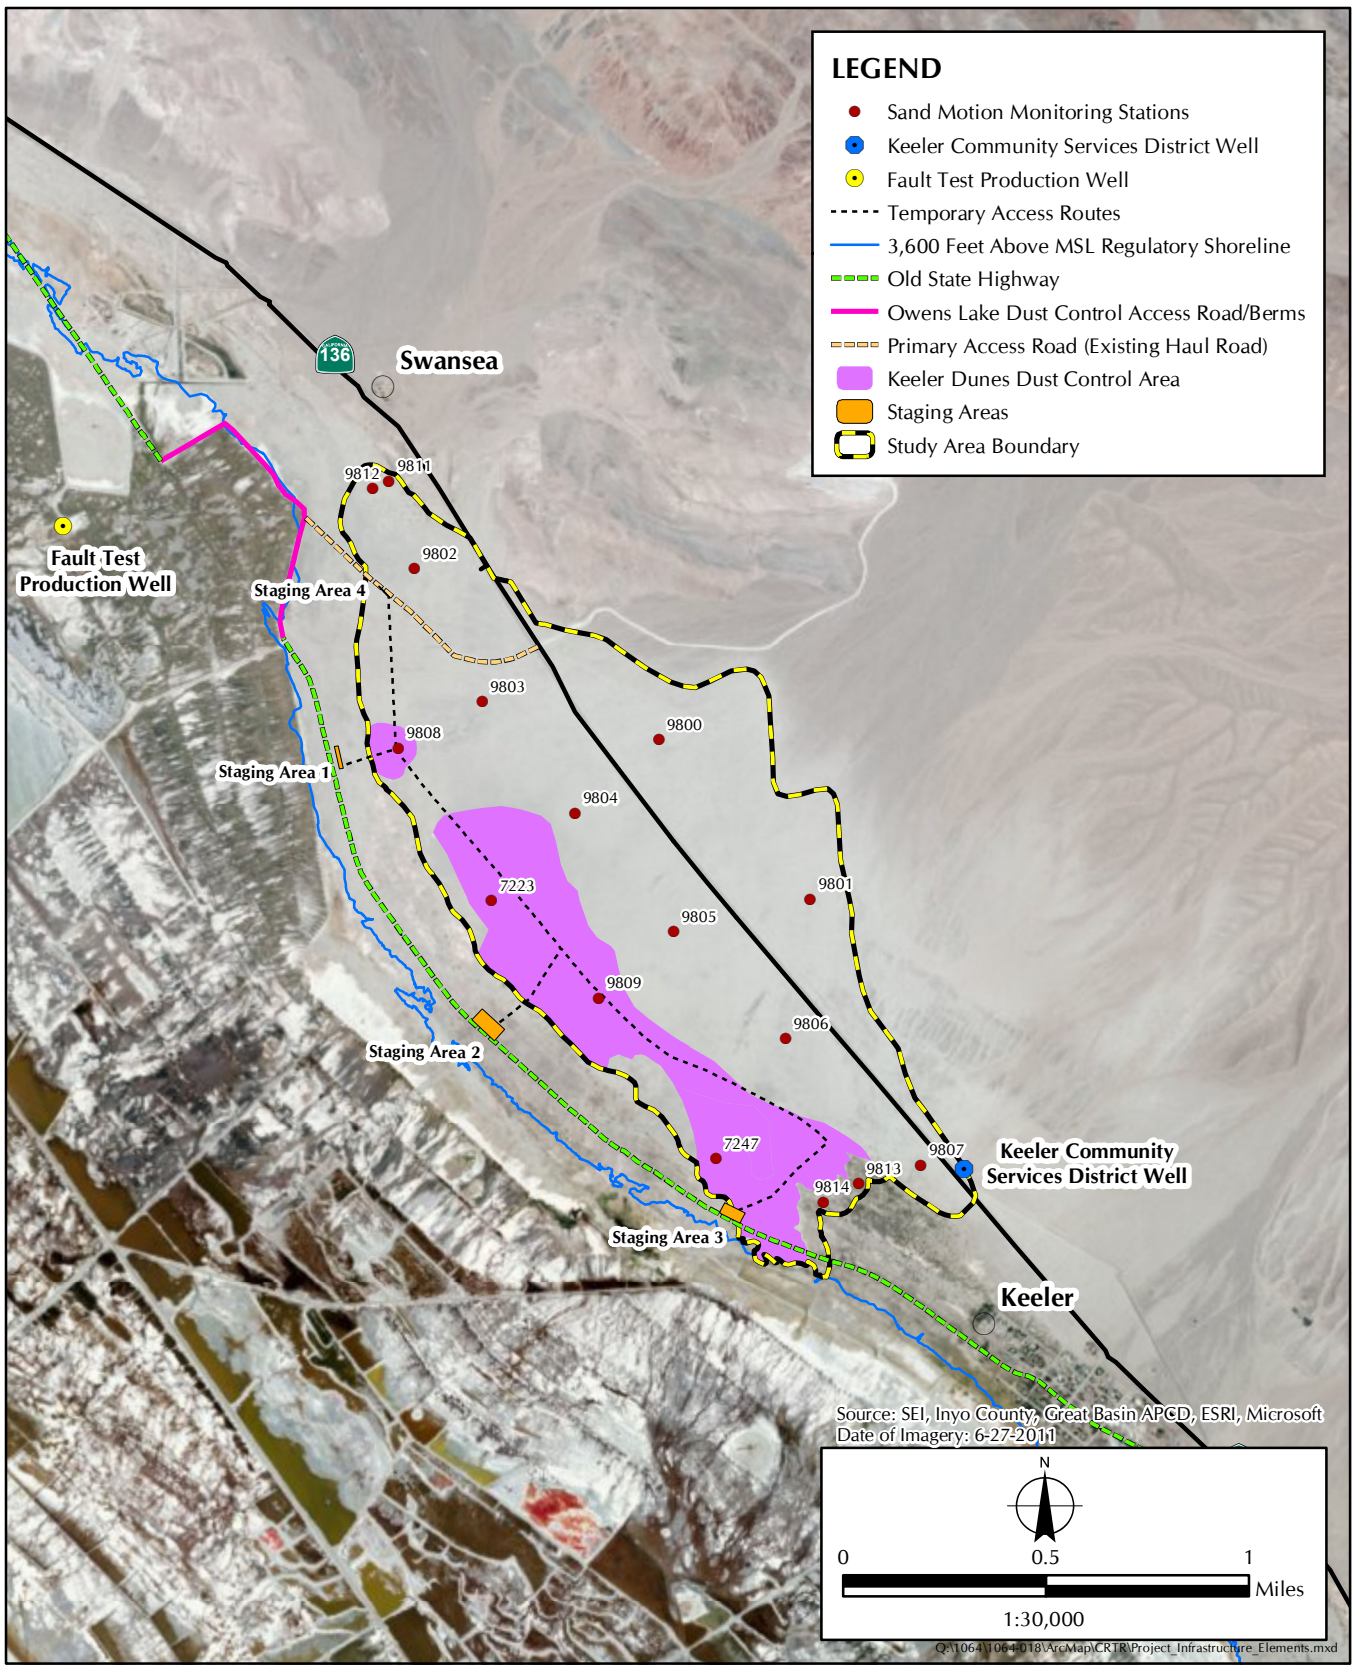 LEGEND
Sand Motion Monitoring Stations
Keeler Community Services District Well
Fault Test Production Well
Temporary Access Routes
3,600 Feet Above MSL Regulatory Shoreline
Old State Highway
Owens Lake Dust Control Access Road/Berms
Primary Access Road (Existing Haul Road)
Keeler Dunes Dust Control Area
Staging Areas
Study Area Boundary
CALIFORNIA
136
Swansea
9811
9812
9802
Fault Test
Production Well
Staging Area 4
9803
9800
9808
Staging Area 1
9804
7223
9801
9805
9809
9806
Staging Area 2
7247
9807
Keeler Community
Services District Well
9813
9814
Staging Area 3
Keeler
Source: SEI, Inyo County, Great Basin APCD, ESRI, Microsoft
Date of Imagery: 6-27-2011
N
0 0.5 1
Miles
1:30,000
Q:\1064\1064-018\ArcMap\CRTR\Project_Infrastructure_Elements.mxd